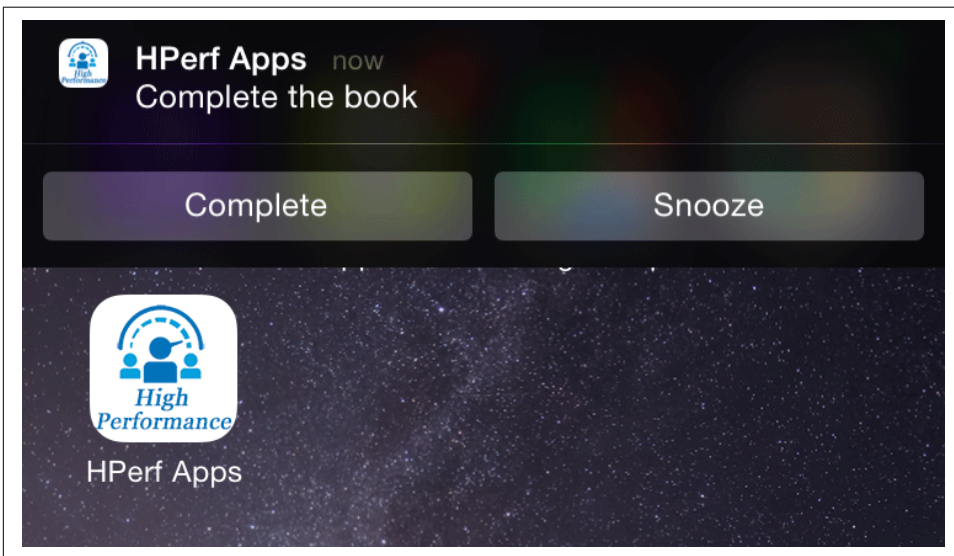 HPerf Apps now
Complete the book
Complete Snooze
High
Performance
HPerf Apps